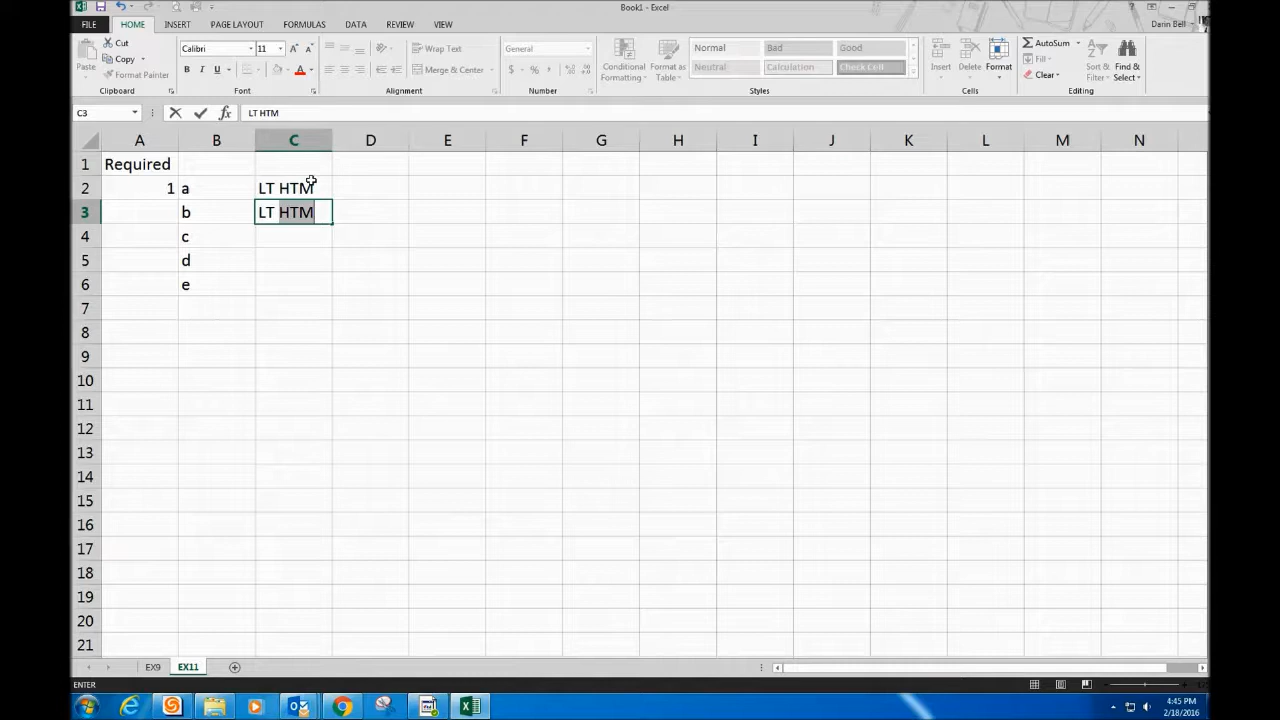 Book1 - Excel
FILE HOME INSERT PAGE LAYOUT FORMULAS DATA REVIEW VIEW
Darin Bell
Paste
Cut
Copy
Format Painter
Clipboard
Calibri 11
B I U
Font
Wrap Text
Merge & Center
Alignment
General
$ % ,
Number
Conditional Formatting
Format as Table
Normal Bad Good
Neutral Calculation Check Cell
Styles
Insert Delete Format
Cells
AutoSum
Fill
Clear
Sort & Filter
Find & Select
Editing
C3 fx LT HTM
A B C D E F G H I J K L M N
1 Required
2 1 a LT HTM
3 b LT HTM
4 c
5 d
6 e
7
8
9
10
11
12
13
14
15
16
17
18
19
20
21
EX9 EX11
ENTER
4:45 PM
2/18/2016